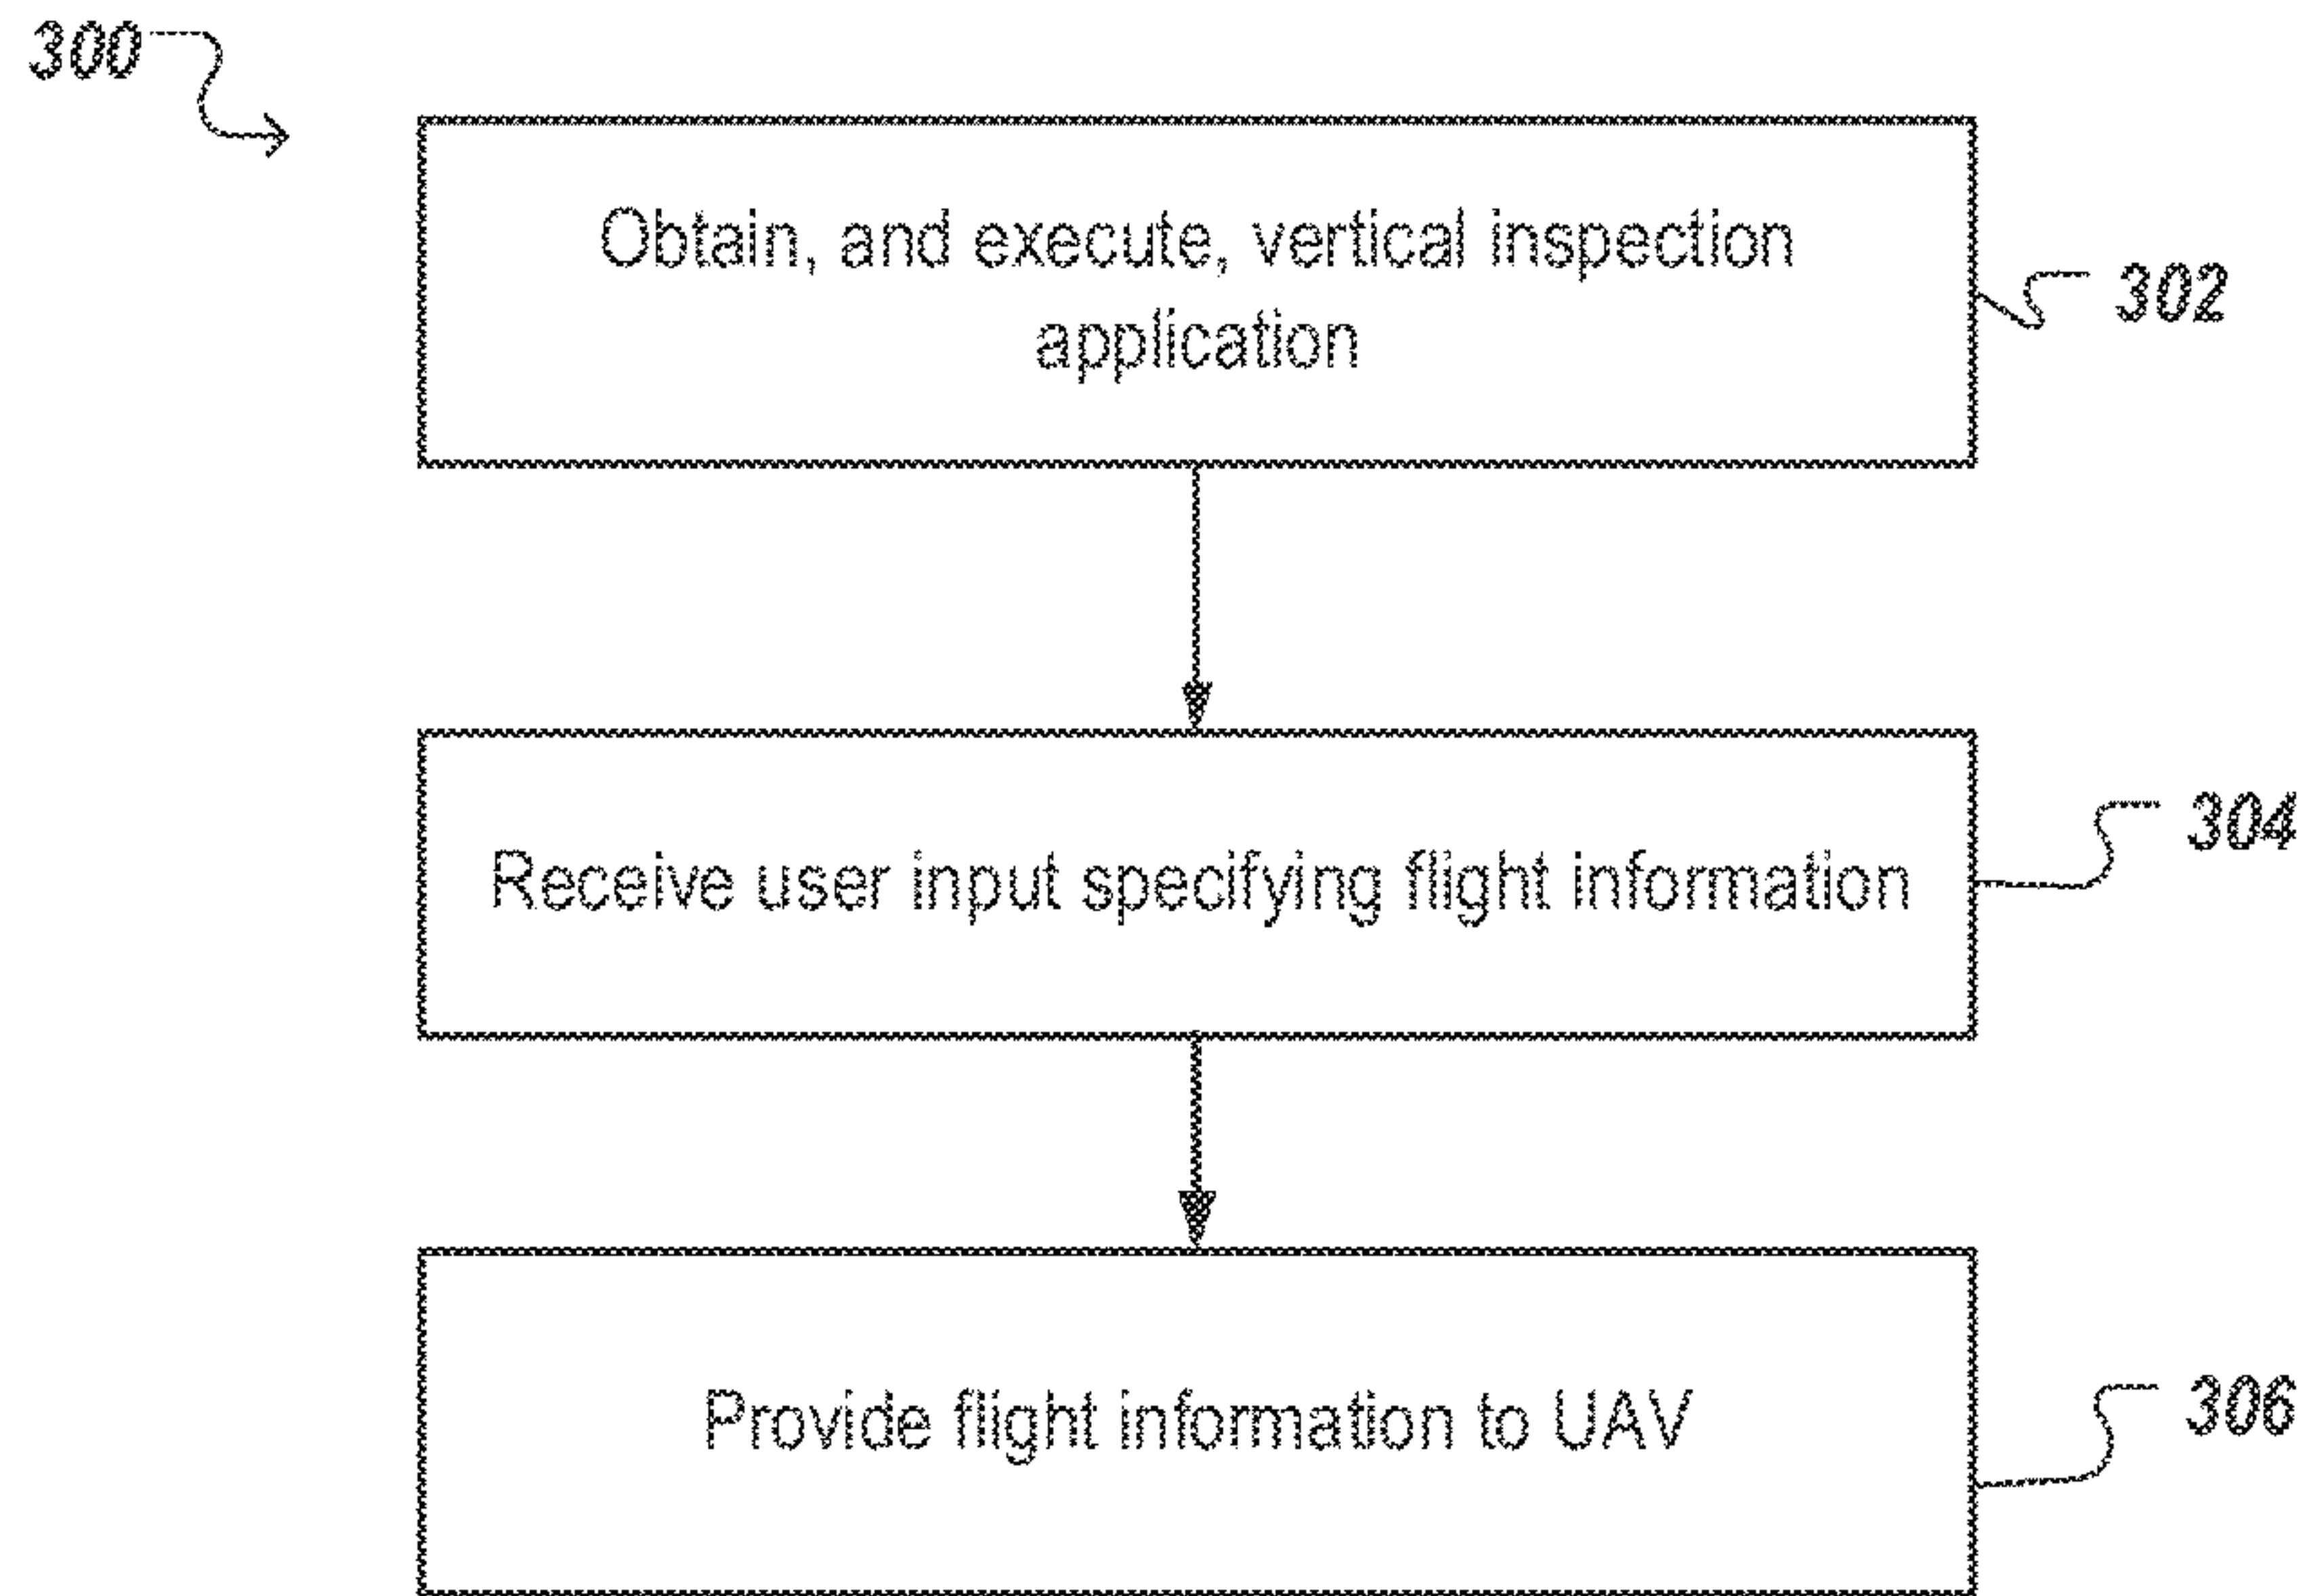 300
Obtain, and execute, vertical inspection
application
302
Receive user input specifying flight information
304
Provide flight information to UAV
306